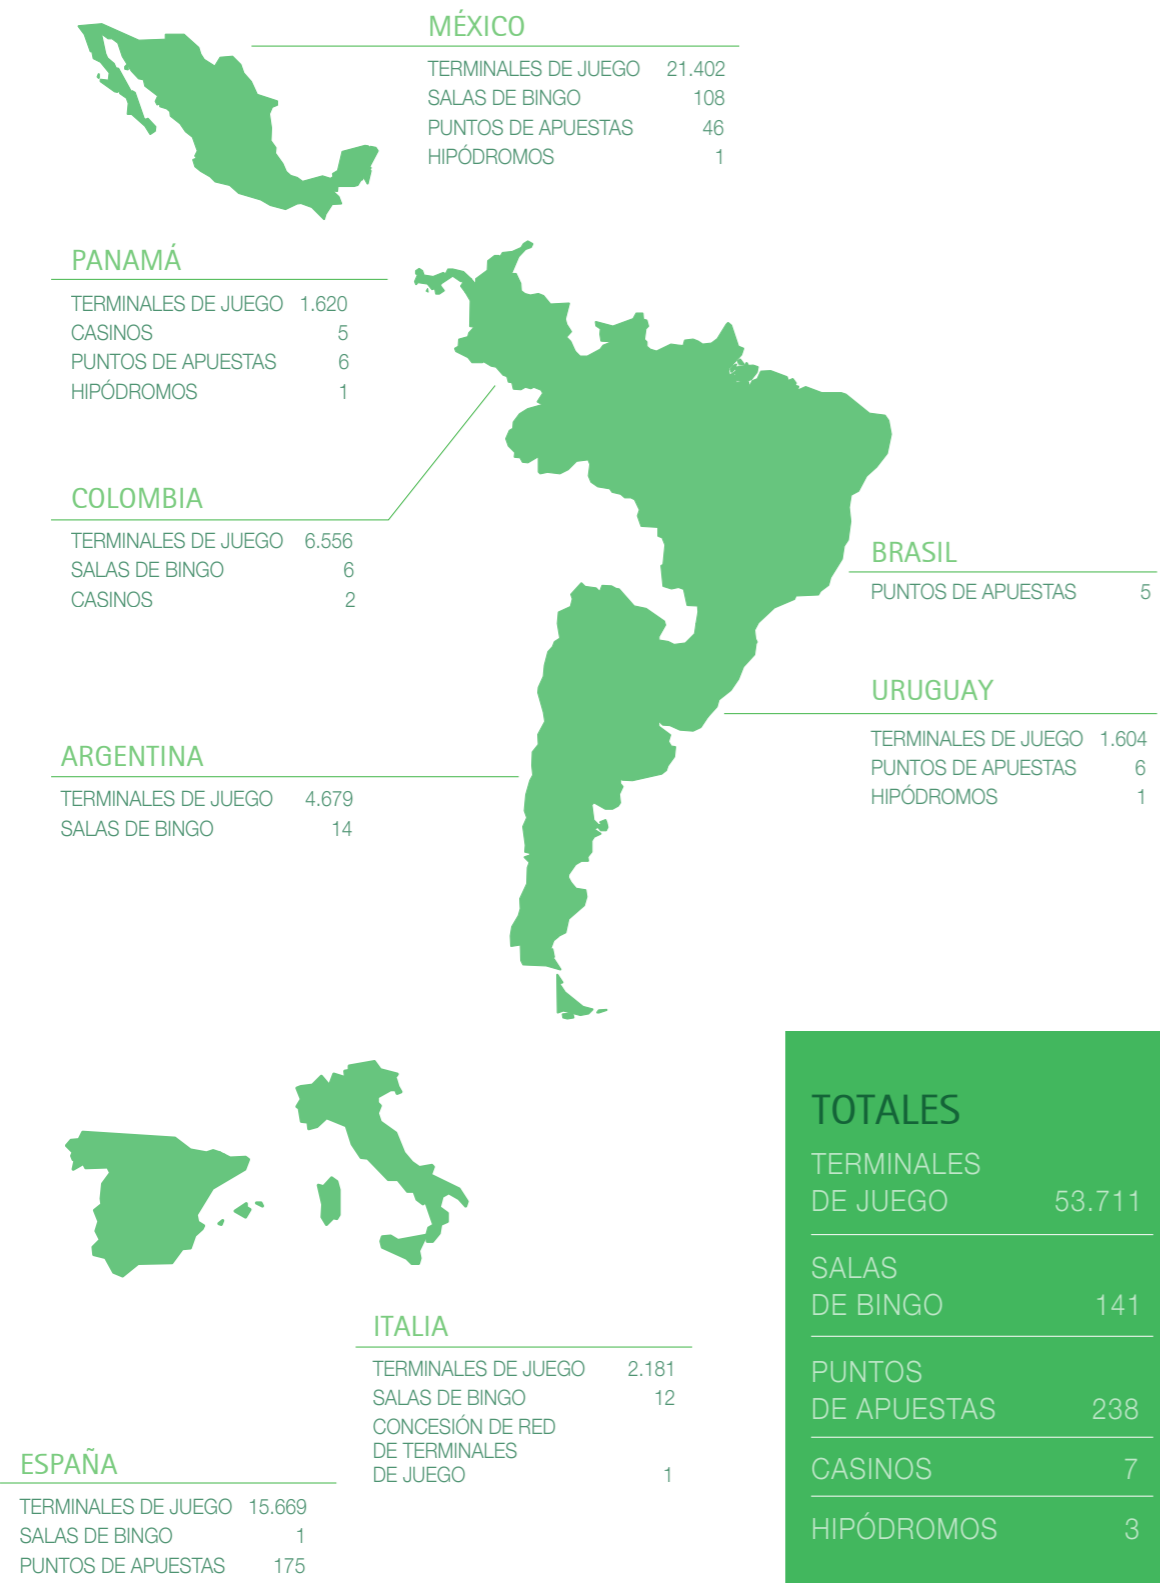 MÉXICO
TERMINALES DE JUEGO 21.402
SALAS DE BINGO 108
PUNTOS DE APUESTAS 46
HIPÓDROMOS 1
PANAMÁ
TERMINALES DE JUEGO 1.620
CASINOS 5
PUNTOS DE APUESTAS 6
HIPÓDROMOS 1
COLOMBIA
TERMINALES DE JUEGO 6.556
SALAS DE BINGO 6
CASINOS 2
BRASIL
PUNTOS DE APUESTAS 5
URUGUAY
TERMINALES DE JUEGO 1.604
PUNTOS DE APUESTAS 6
HIPÓDROMOS 1
ARGENTINA
TERMINALES DE JUEGO 4.679
SALAS DE BINGO 14
ITALIA
TERMINALES DE JUEGO 2.181
SALAS DE BINGO 12
CONCESIÓN DE RED
DE TERMINALES
DE JUEGO 1
ESPAÑA
TERMINALES DE JUEGO 15.669
SALAS DE BINGO 1
PUNTOS DE APUESTAS 175
TOTALES
TERMINALES
DE JUEGO 53.711
SALAS
DE BINGO 141
PUNTOS
DE APUESTAS 238
CASINOS 7
HIPÓDROMOS 3